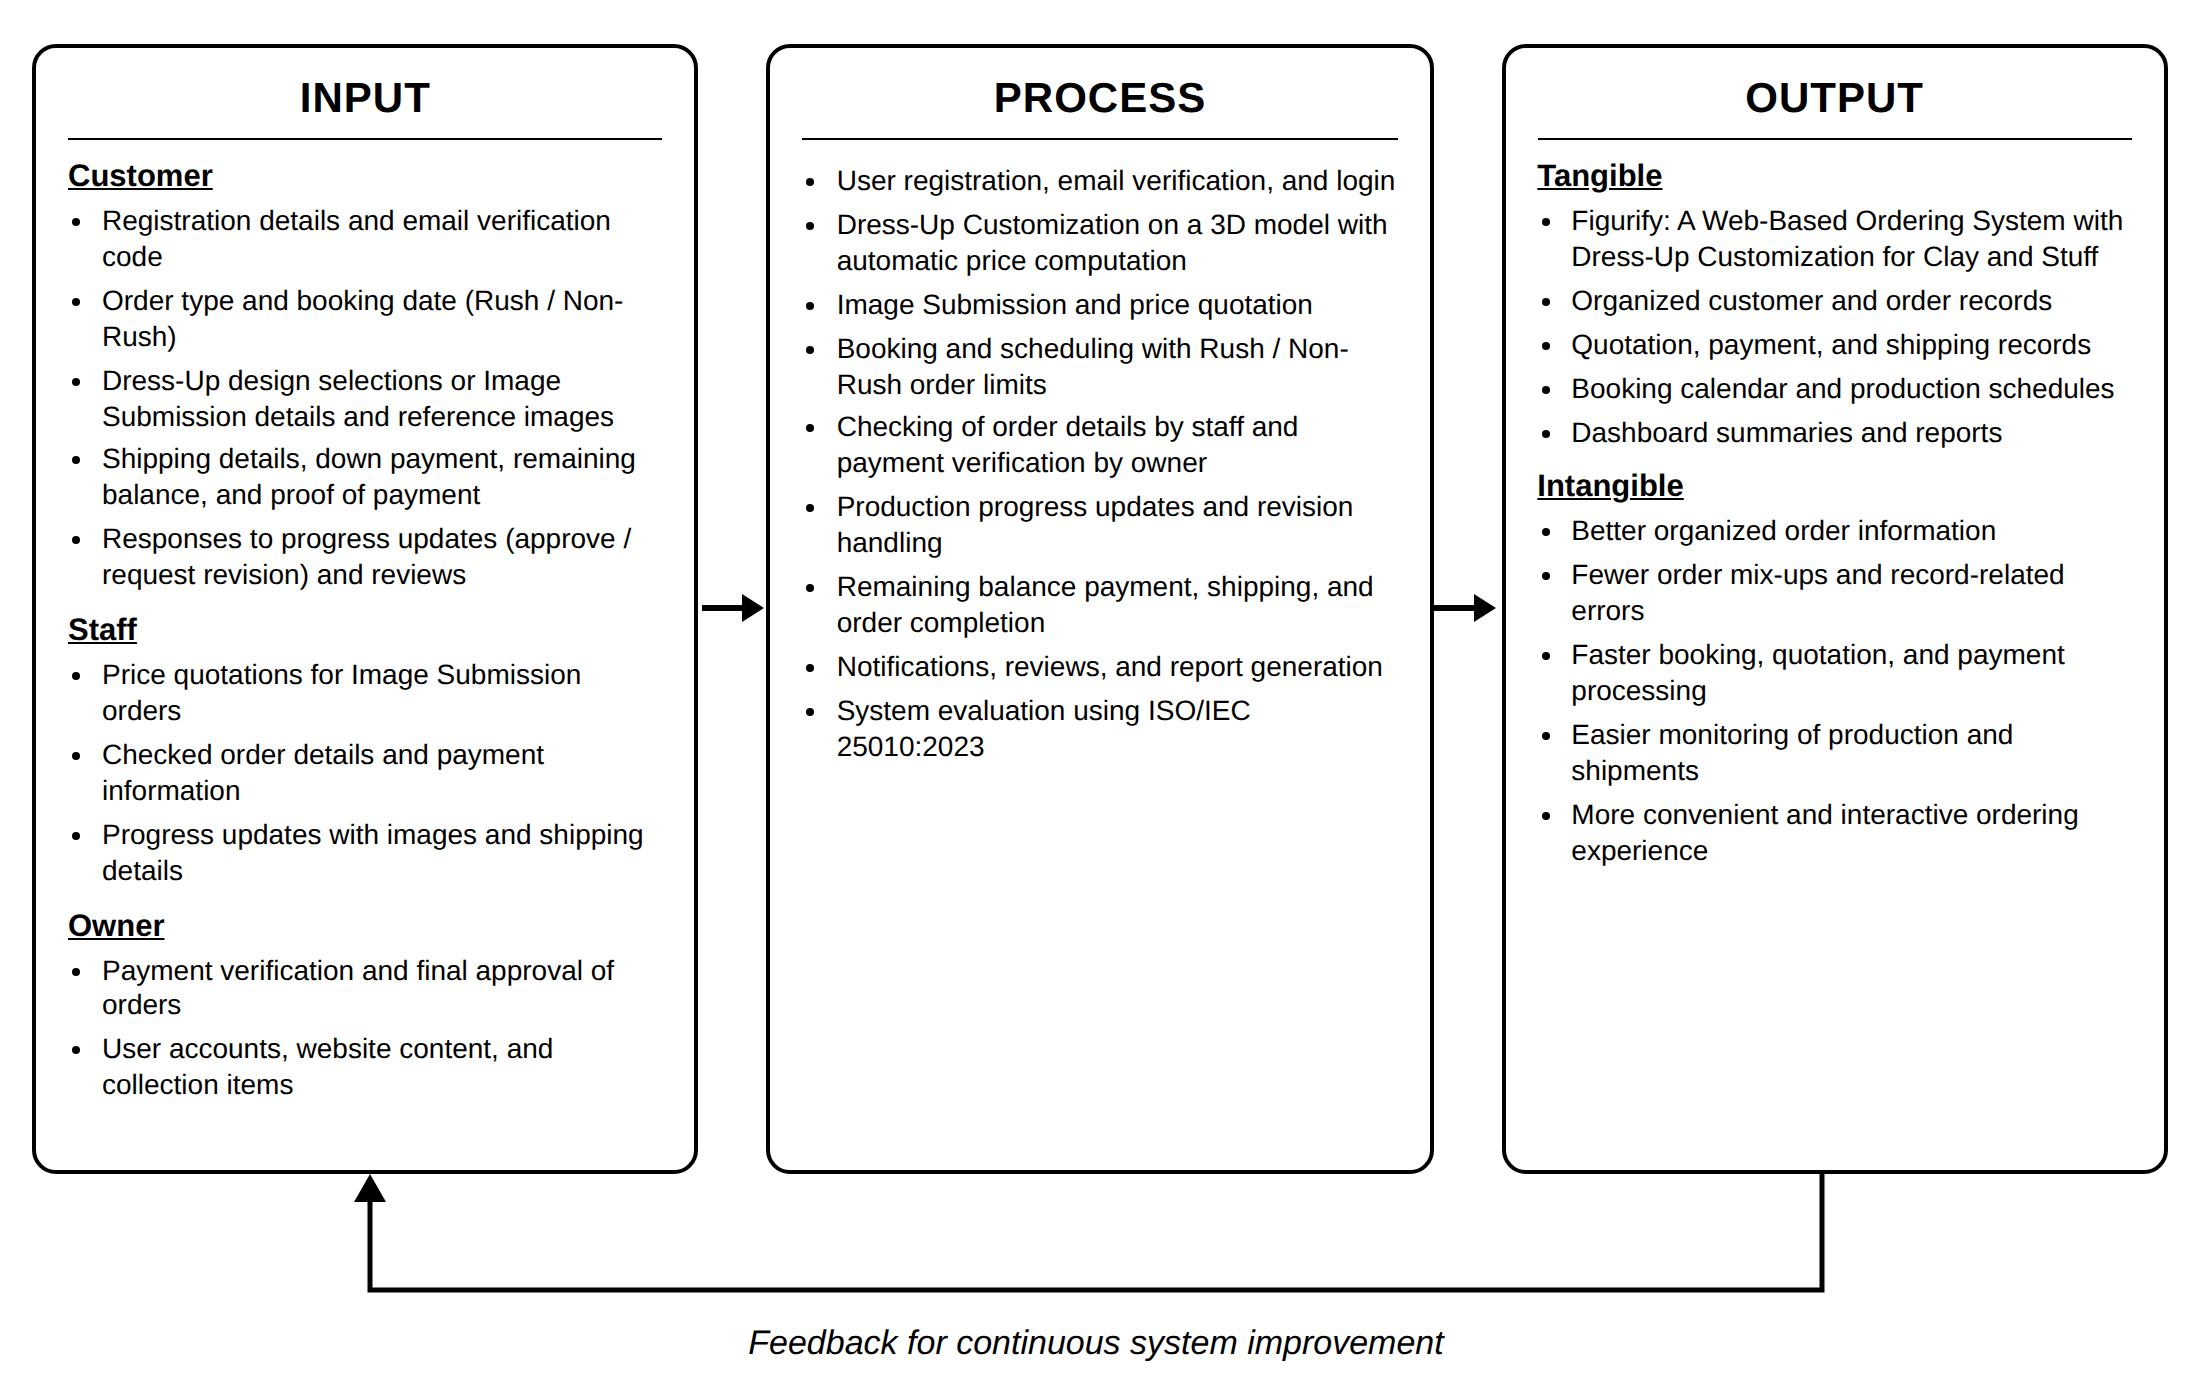 INPUT
Customer
• Registration details and email verification
code
• Order type and booking date (Rush / Non-
Rush)
• Dress-Up design selections or Image
Submission details and reference images
• Shipping details, down payment, remaining
balance, and proof of payment
• Responses to progress updates (approve /
request revision) and reviews
Staff
• Price quotations for Image Submission
orders
• Checked order details and payment
information
• Progress updates with images and shipping
details
Owner
• Payment verification and final approval of
orders
• User accounts, website content, and
collection items
PROCESS
• User registration, email verification, and login
• Dress-Up Customization on a 3D model with
automatic price computation
• Image Submission and price quotation
• Booking and scheduling with Rush / Non-
Rush order limits
• Checking of order details by staff and
payment verification by owner
• Production progress updates and revision
handling
• Remaining balance payment, shipping, and
order completion
• Notifications, reviews, and report generation
• System evaluation using ISO/IEC
25010:2023
OUTPUT
Tangible
• Figurify: A Web-Based Ordering System with
Dress-Up Customization for Clay and Stuff
• Organized customer and order records
• Quotation, payment, and shipping records
• Booking calendar and production schedules
• Dashboard summaries and reports
Intangible
• Better organized order information
• Fewer order mix-ups and record-related
errors
• Faster booking, quotation, and payment
processing
• Easier monitoring of production and
shipments
• More convenient and interactive ordering
experience
Feedback for continuous system improvement